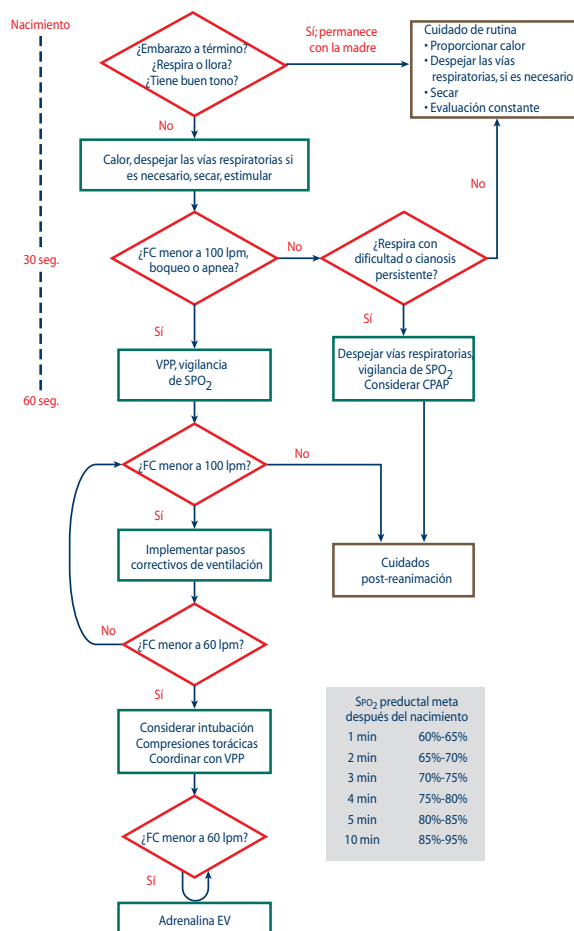 Nacimiento
¿Embarazo a término?
¿Respira o llora?
¿Tiene buen tono?
Sí; permanece
con la madre
Cuidado de rutina
• Proporcionar calor
• Despejar las vías
respiratorias, si es necesario
• Secar
• Evaluación constante
No
Calor, despejar las vías respiratorias si
es necesario, secar, estimular
No
30 seg.
¿FC menor a 100 lpm,
boqueo o apnea?
No
¿Respira con
dificultad o cianosis
persistente?
Sí
Sí
VPP, vigilancia
de SPO2
Despejar vías respiratorias,
vigilancia de SPO2
Considerar CPAP
60 seg.
¿FC menor a 100 lpm?
No
Sí
Implementar pasos
correctivos de ventilación
Cuidados
post-reanimación
No
¿FC menor a 60 lpm?
Sí
Considerar intubación
Compresiones torácicas
Coordinar con VPP
SPO2 preductal meta
después del nacimiento
1 min 60%-65%
2 min 65%-70%
3 min 70%-75%
4 min 75%-80%
5 min 80%-85%
10 min 85%-95%
¿FC menor a 60 lpm?
Sí
Adrenalina EV